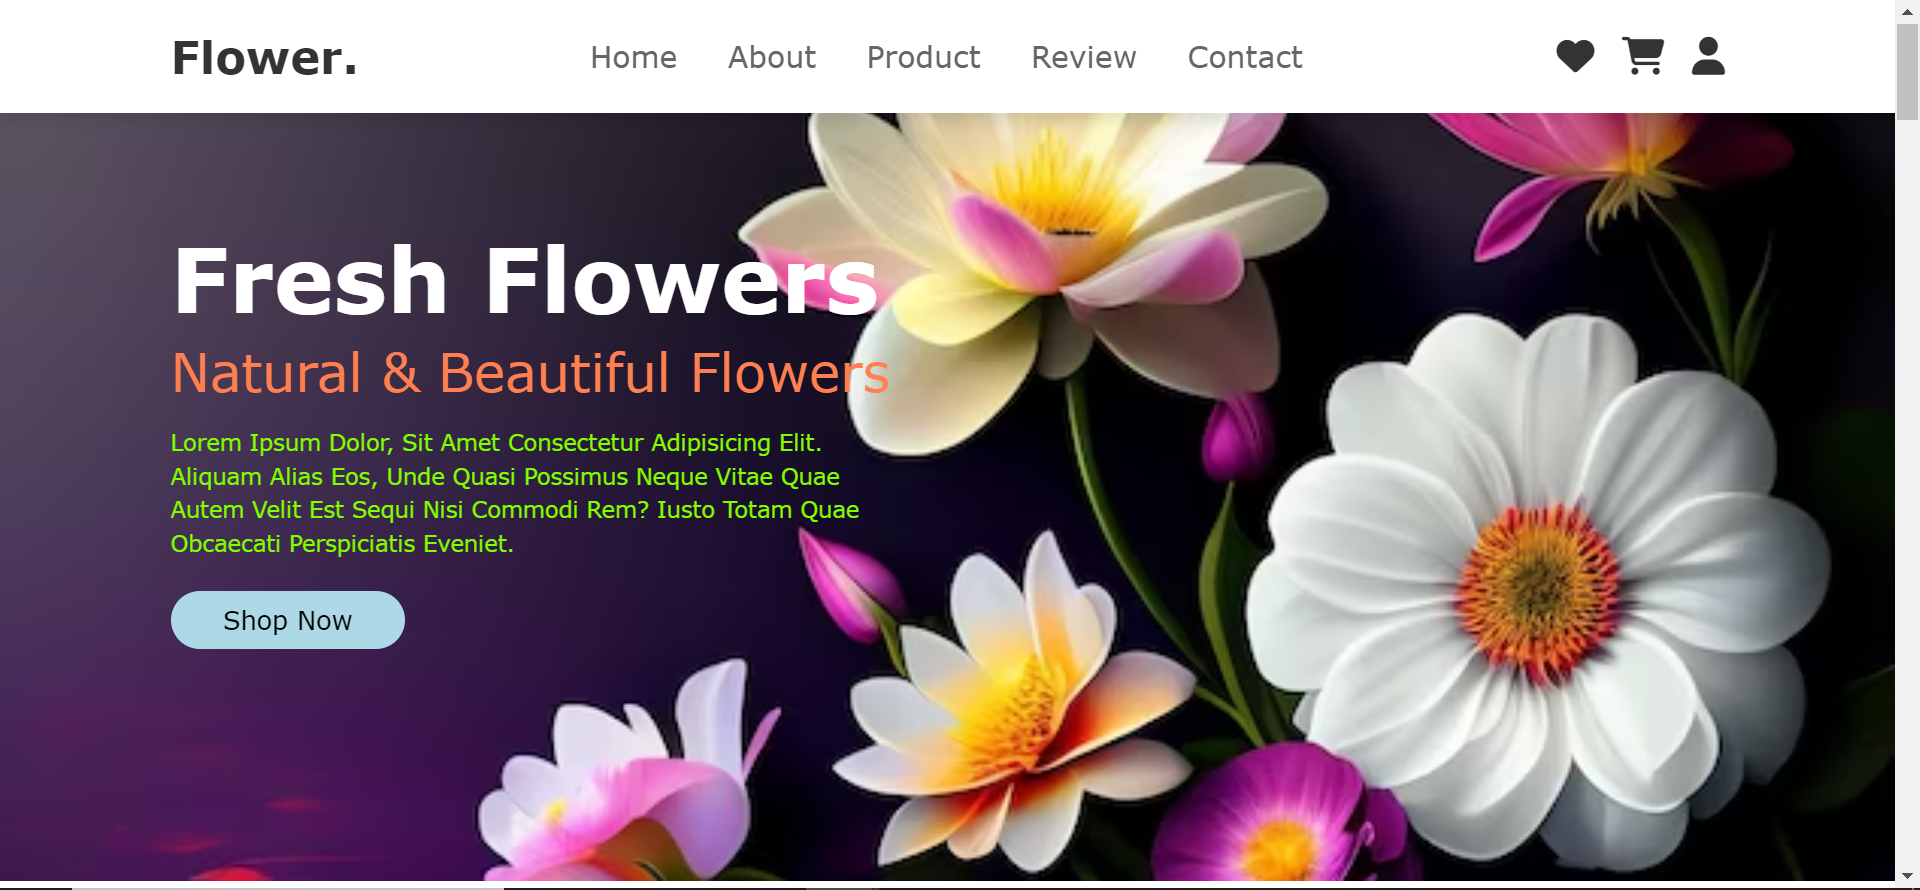 Flower.
Home About Product Review Contact
Fresh Flowers
Natural & Beautiful Flowers
Lorem Ipsum Dolor, Sit Amet Consectetur Adipisicing Elit.
Aliquam Alias Eos, Unde Quasi Possimus Neque Vitae Quae
Autem Velit Est Sequi Nisi Commodi Rem? Iusto Totam Quae
Obcaecati Perspiciatis Eveniet.
Shop Now